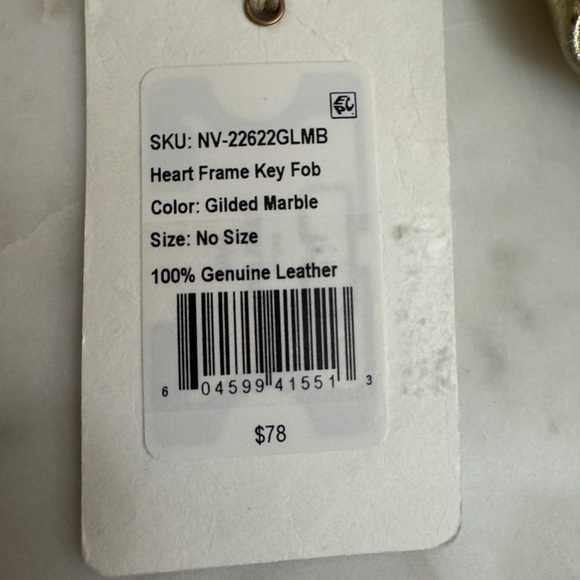 SKU: NV-22622GLMB
Heart Frame Key Fob
Color: Gilded Marble
Size: No Size
100% Genuine Leather
6 04599 41551 3
$78